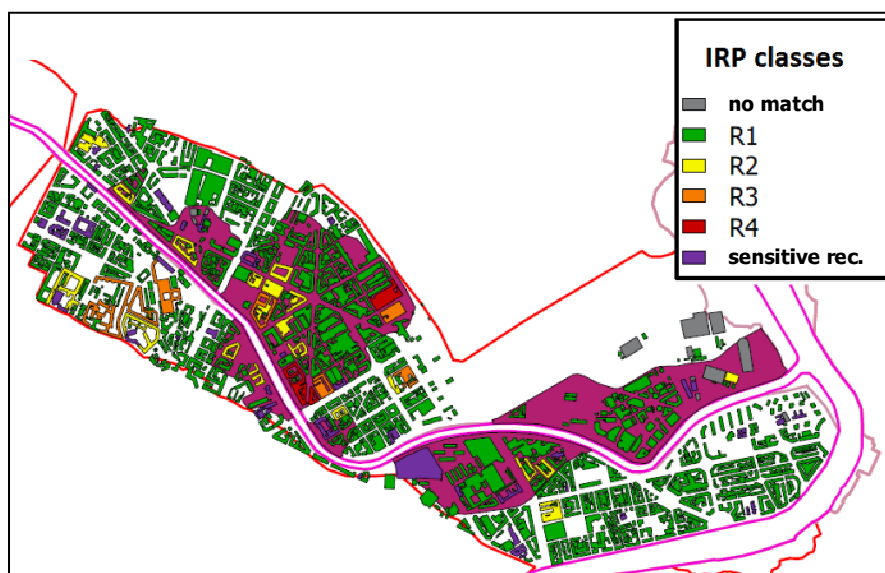 IRP classes
no match
R1
R2
R3
R4
sensitive rec.